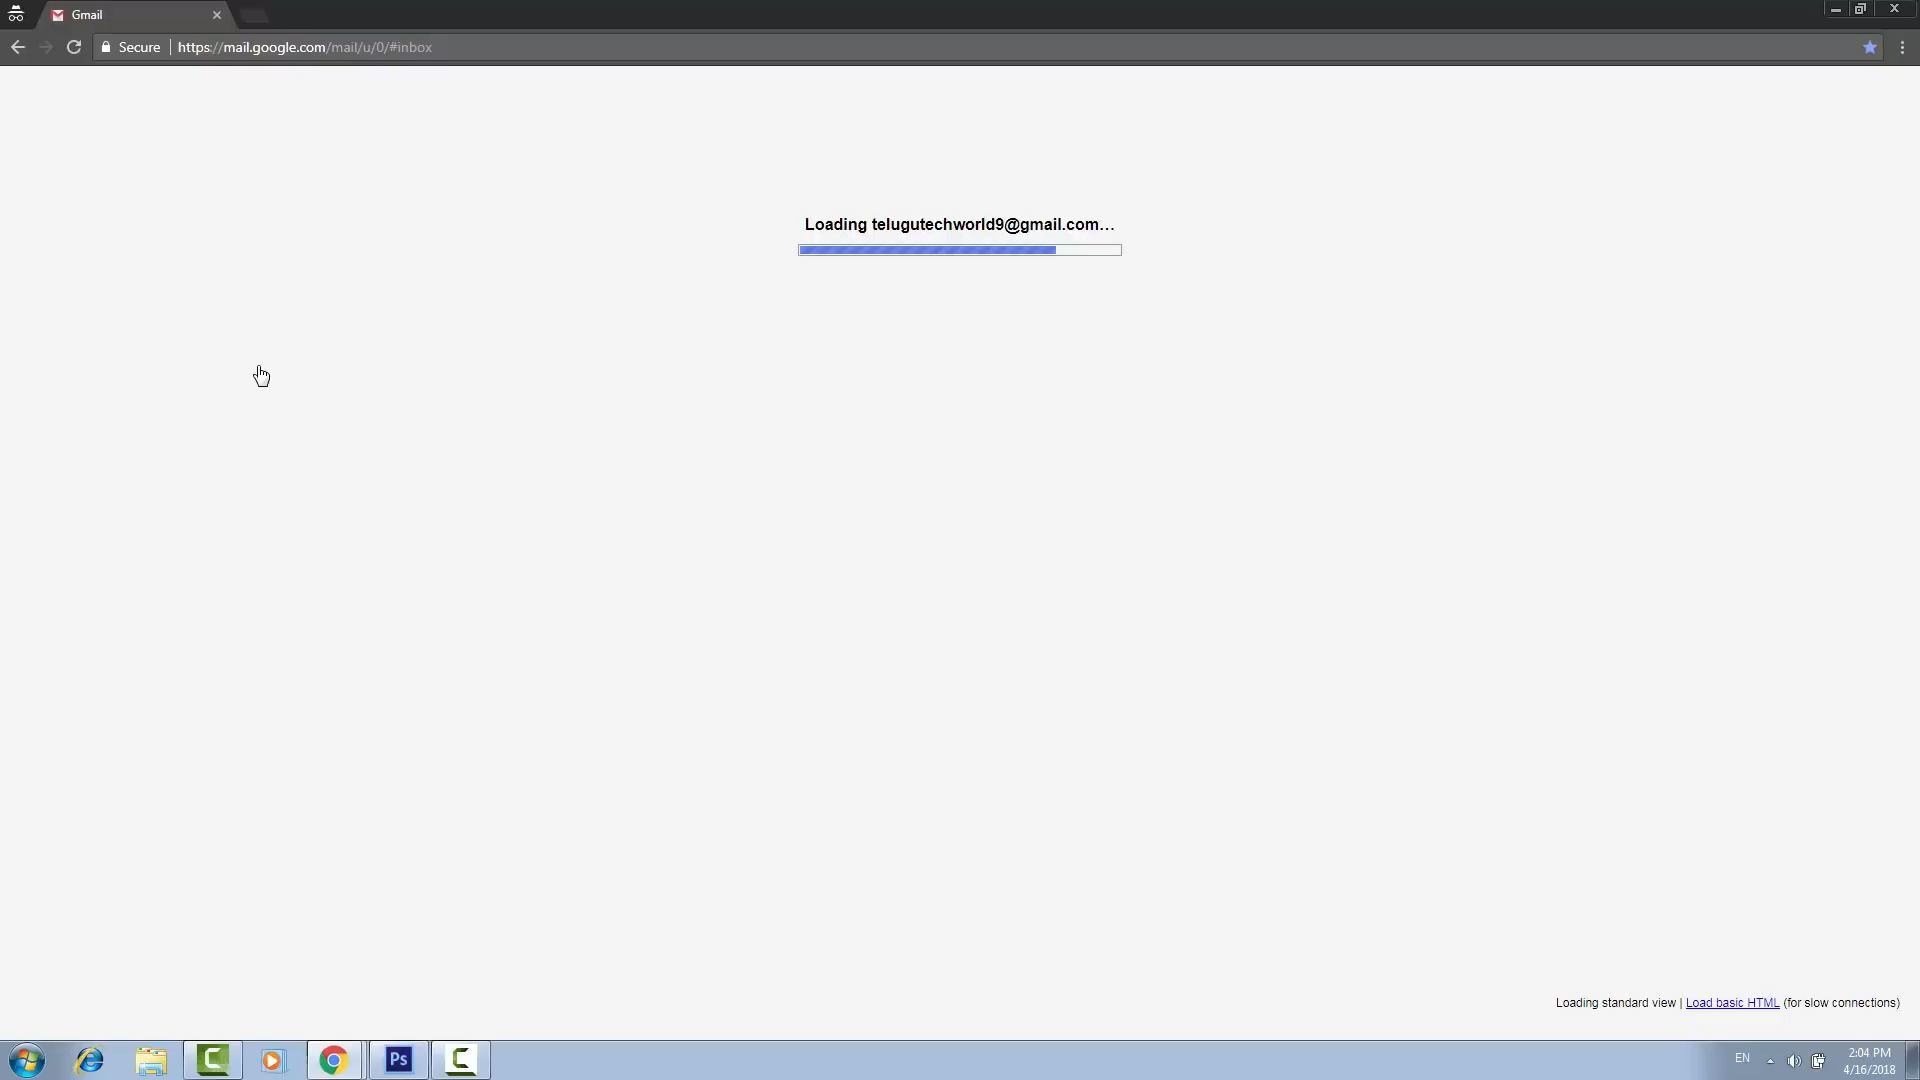 Gmail
Secure
https://mail.google.com/mail/u/0/#inbox
Loading telugutechworld9@gmail.com…
Loading standard view | Load basic HTML (for slow connections)
Ps
EN
2:04 PM
4/16/2018